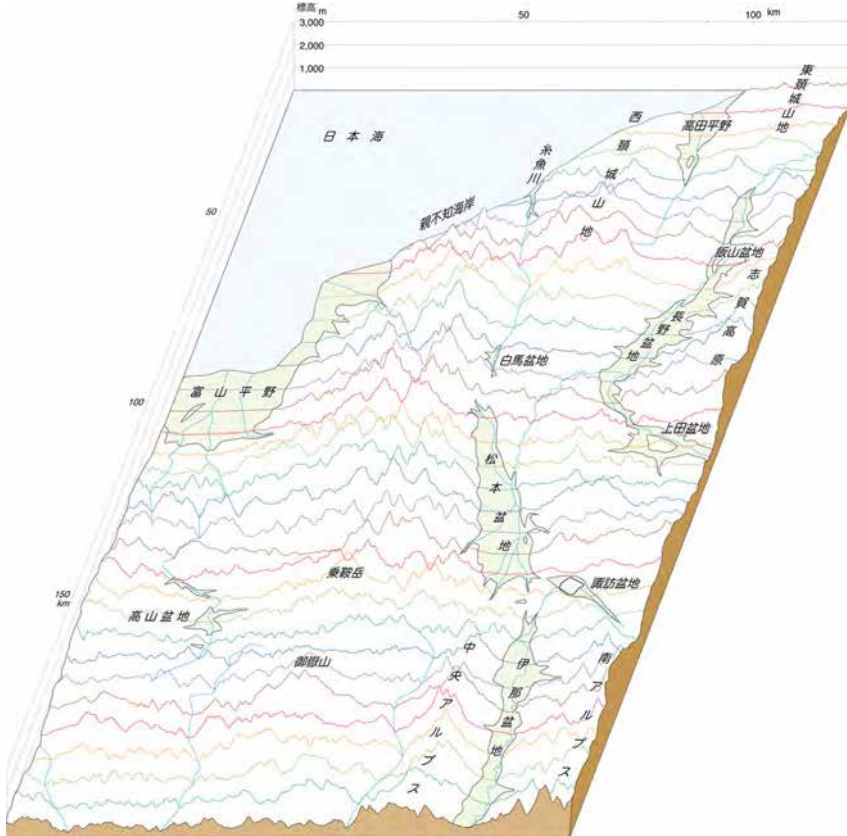 標高 m
3,000
2,000
1,000
50
100 km
50
100
150 km
日本海
親不知海岸
糸魚川
西頸城山地
高田平野
東頸城山地
飯山盆地
志賀高原
長野盆地
白馬盆地
富山平野
上田盆地
松本盆地
乗鞍岳
諏訪盆地
高山盆地
御嶽山
中央アルプス
伊那盆地
南アルプス